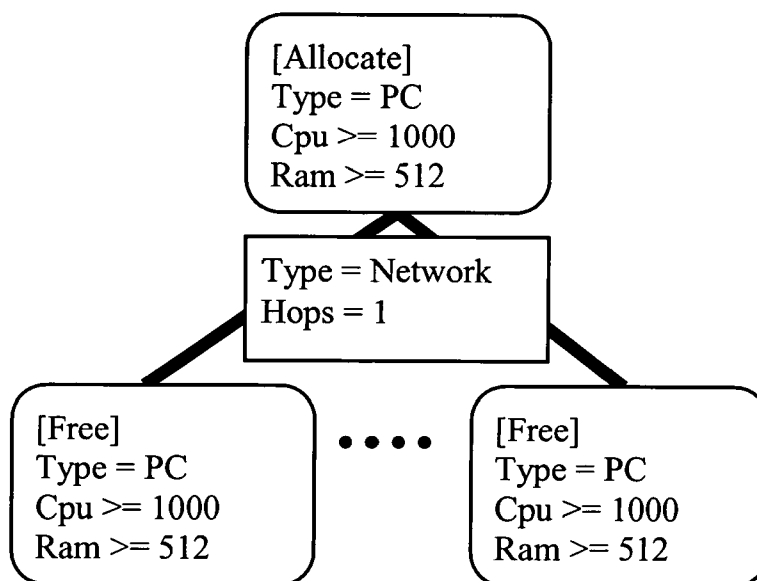 [Allocate]
Type = PC
Cpu >= 1000
Ram >= 512
Type = Network
Hops = 1
[Free]
Type = PC
Cpu >= 1000
Ram >= 512
[Free]
Type = PC
Cpu >= 1000
Ram >= 512